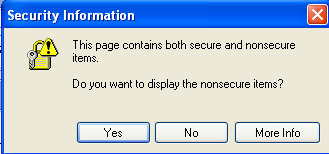 Security Information
This page contains both secure and nonsecure
items.
Do you want to display the nonsecure items?
Yes
No
More Info